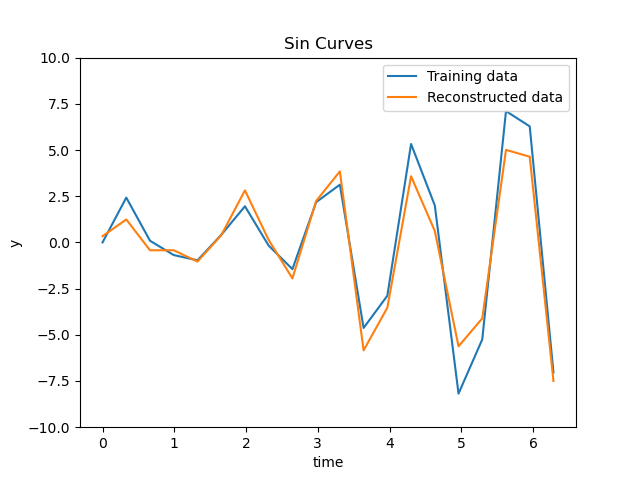 Sin Curves
Training data
Reconstructed data
10.0
7.5
5.0
2.5
0.0
−2.5
−5.0
−7.5
−10.0
y
0 1 2 3 4 5 6
time